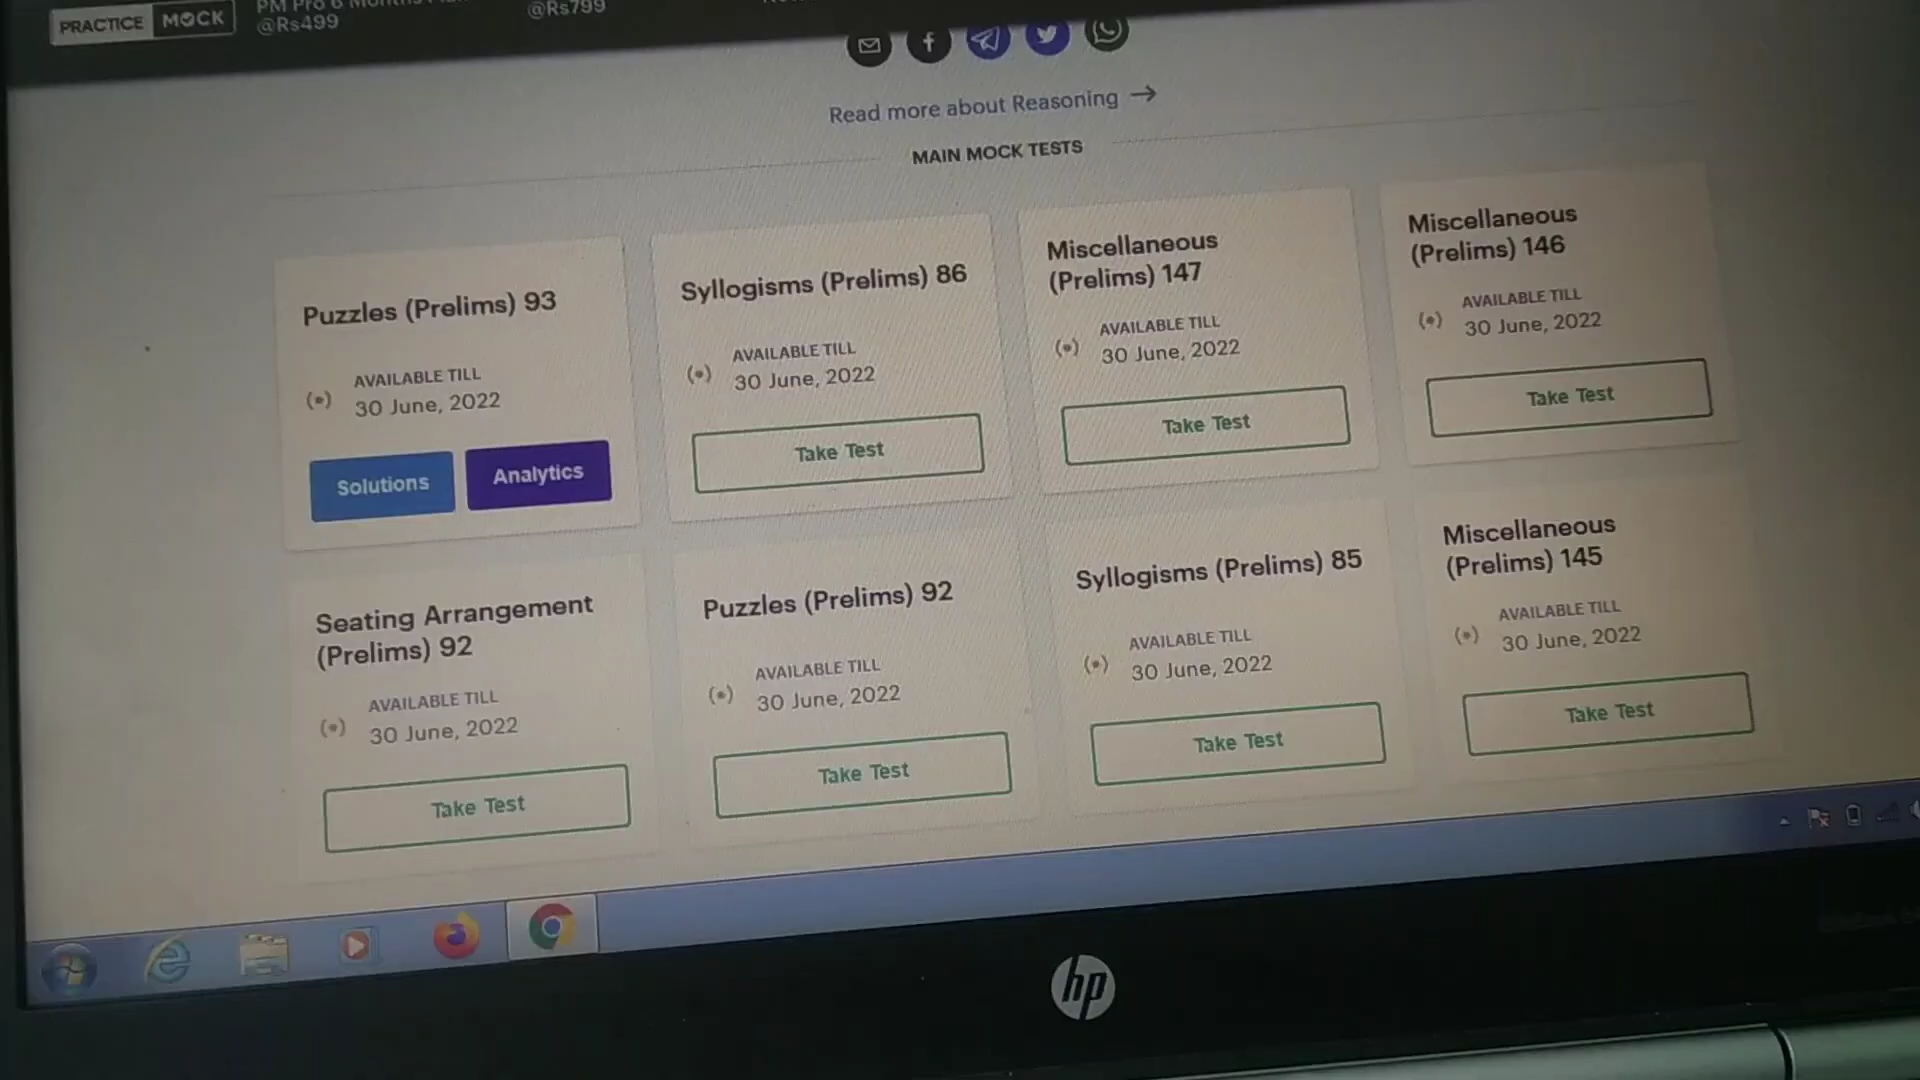 PRACTICE MOCK
@Rs499
@Rs799
Read more about Reasoning →
MAIN MOCK TESTS
Puzzles (Prelims) 93
AVAILABLE TILL
30 June, 2022
Solutions
Analytics
Syllogisms (Prelims) 86
AVAILABLE TILL
30 June, 2022
Take Test
Miscellaneous
(Prelims) 147
AVAILABLE TILL
30 June, 2022
Take Test
Miscellaneous
(Prelims) 146
AVAILABLE TILL
30 June, 2022
Take Test
Seating Arrangement
(Prelims) 92
AVAILABLE TILL
30 June, 2022
Take Test
Puzzles (Prelims) 92
AVAILABLE TILL
30 June, 2022
Take Test
Syllogisms (Prelims) 85
AVAILABLE TILL
30 June, 2022
Take Test
Miscellaneous
(Prelims) 145
AVAILABLE TILL
30 June, 2022
Take Test
hp